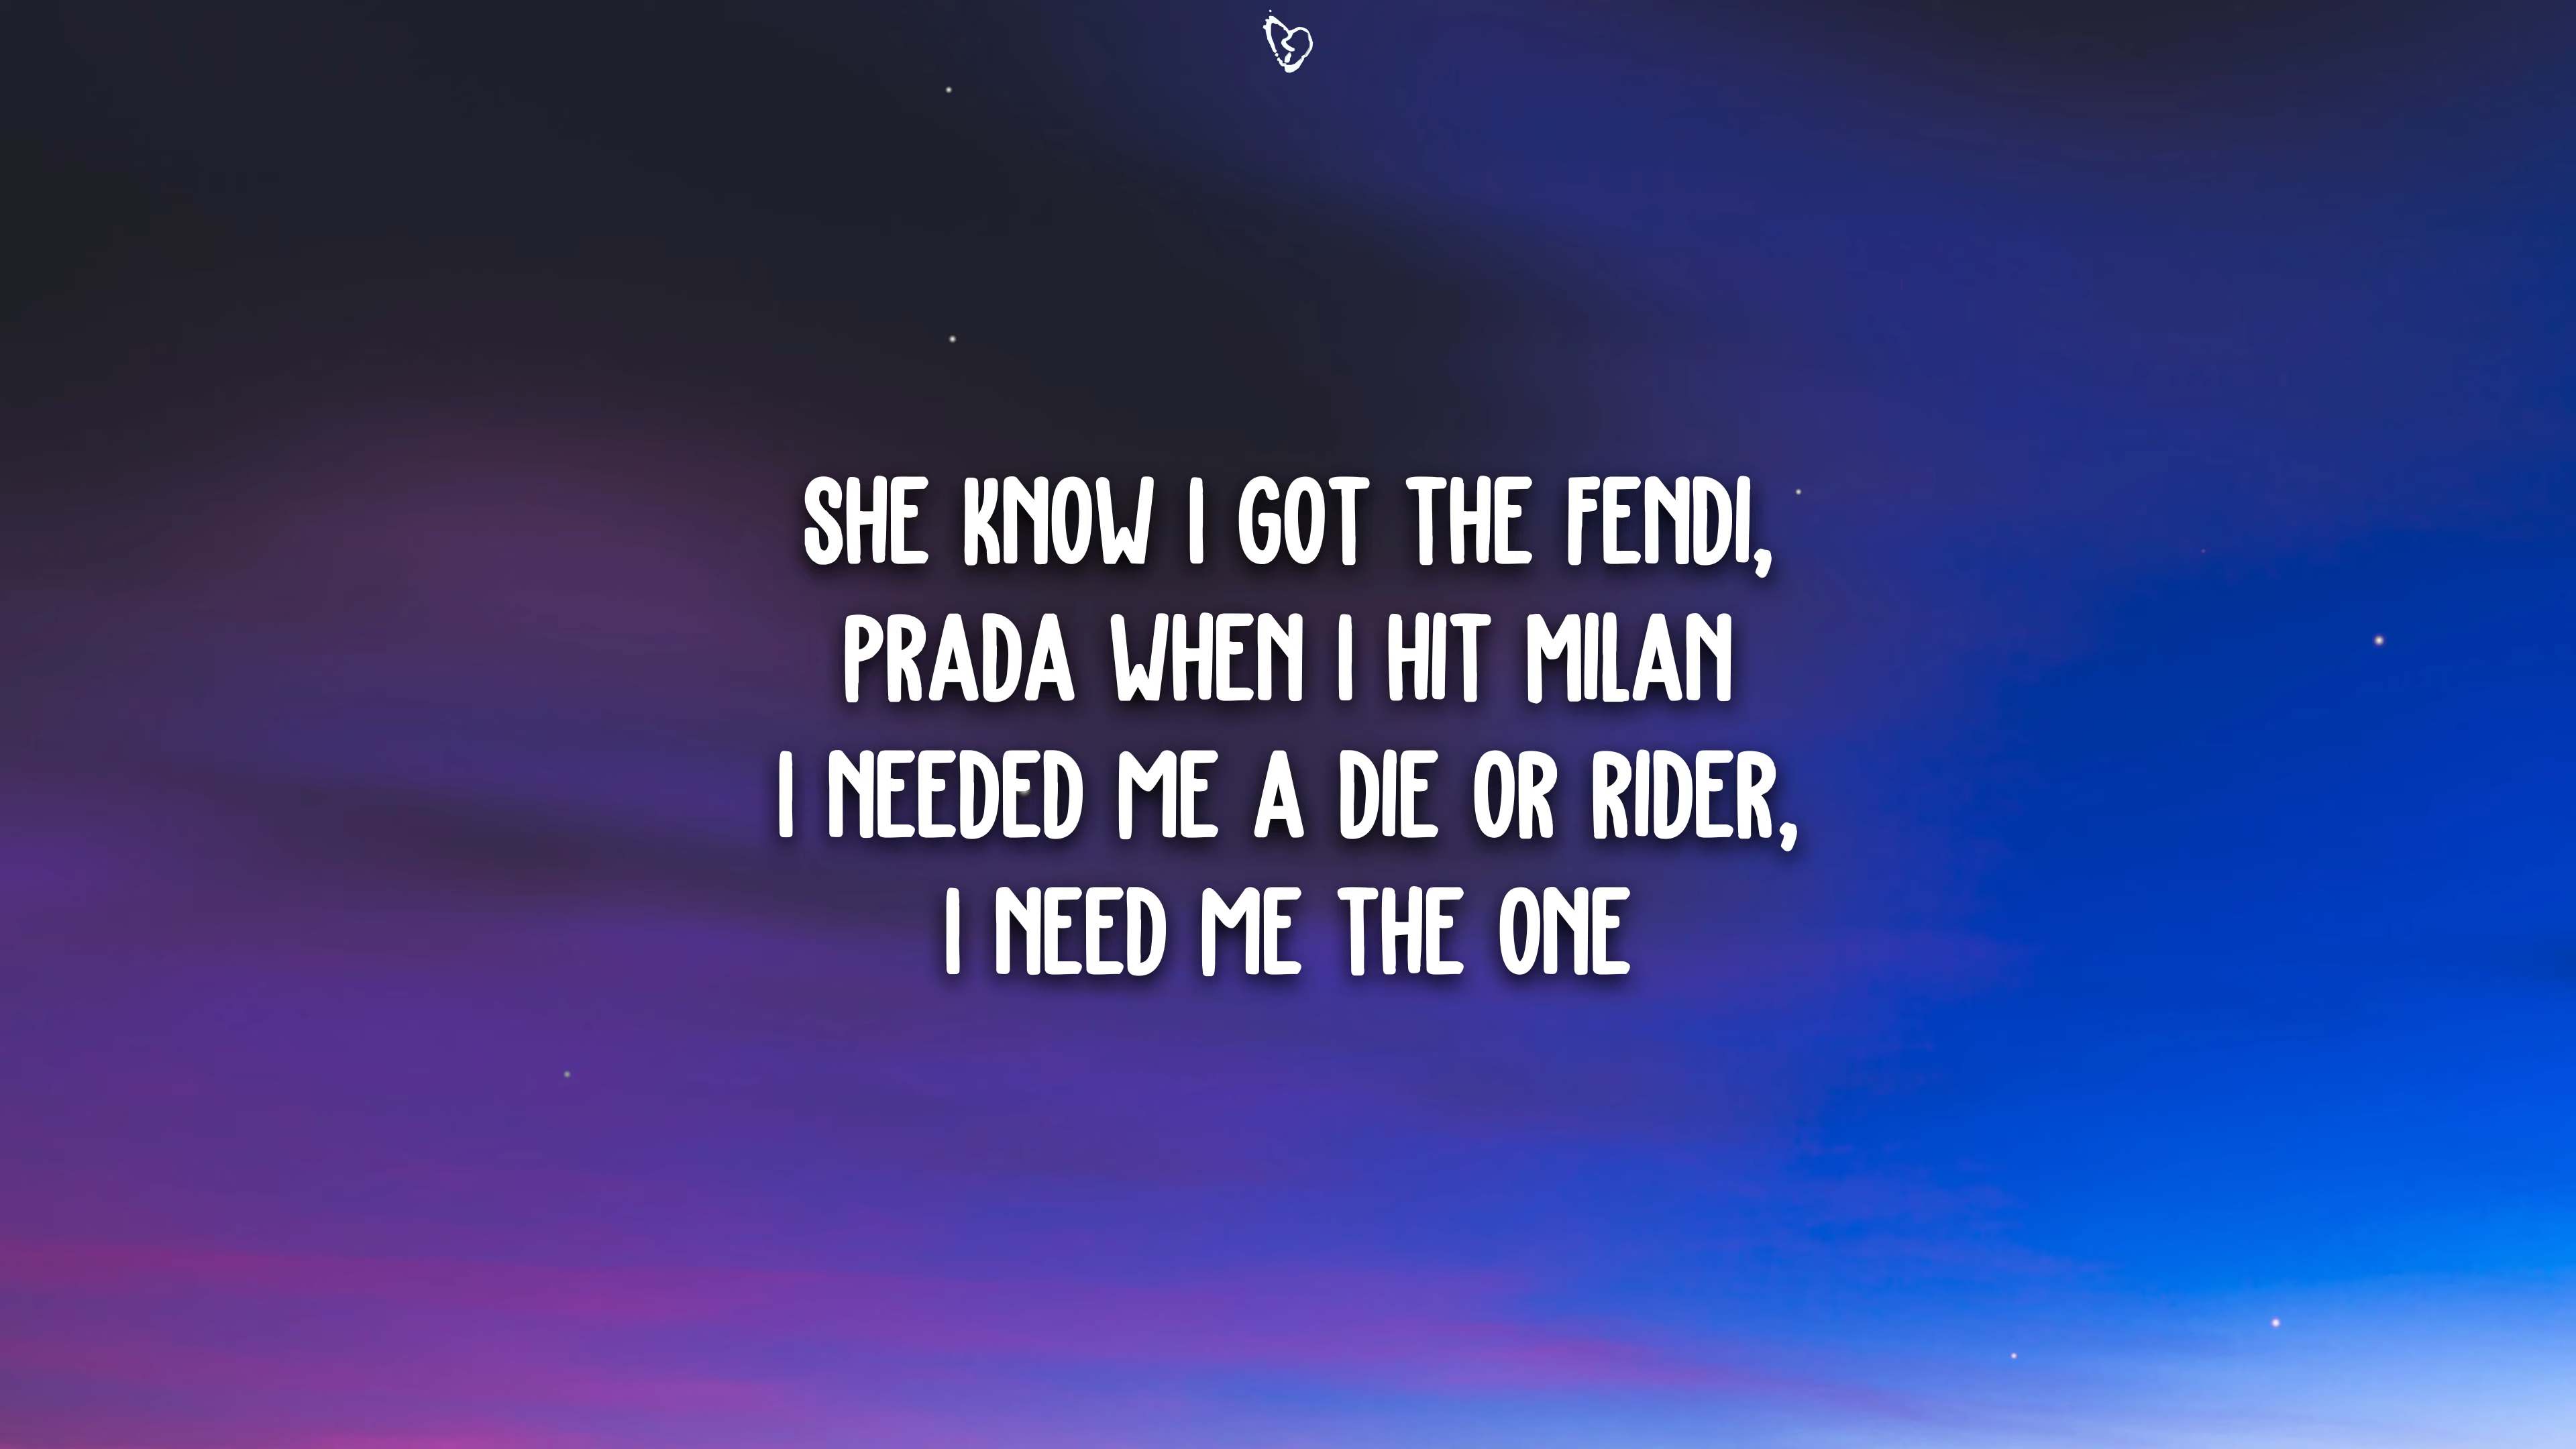 SHE KNOW I GOT THE FENDI,
PRADA WHEN I HIT MILAN
I NEEDED ME A DIE OR RIDER,
I NEED ME THE ONE